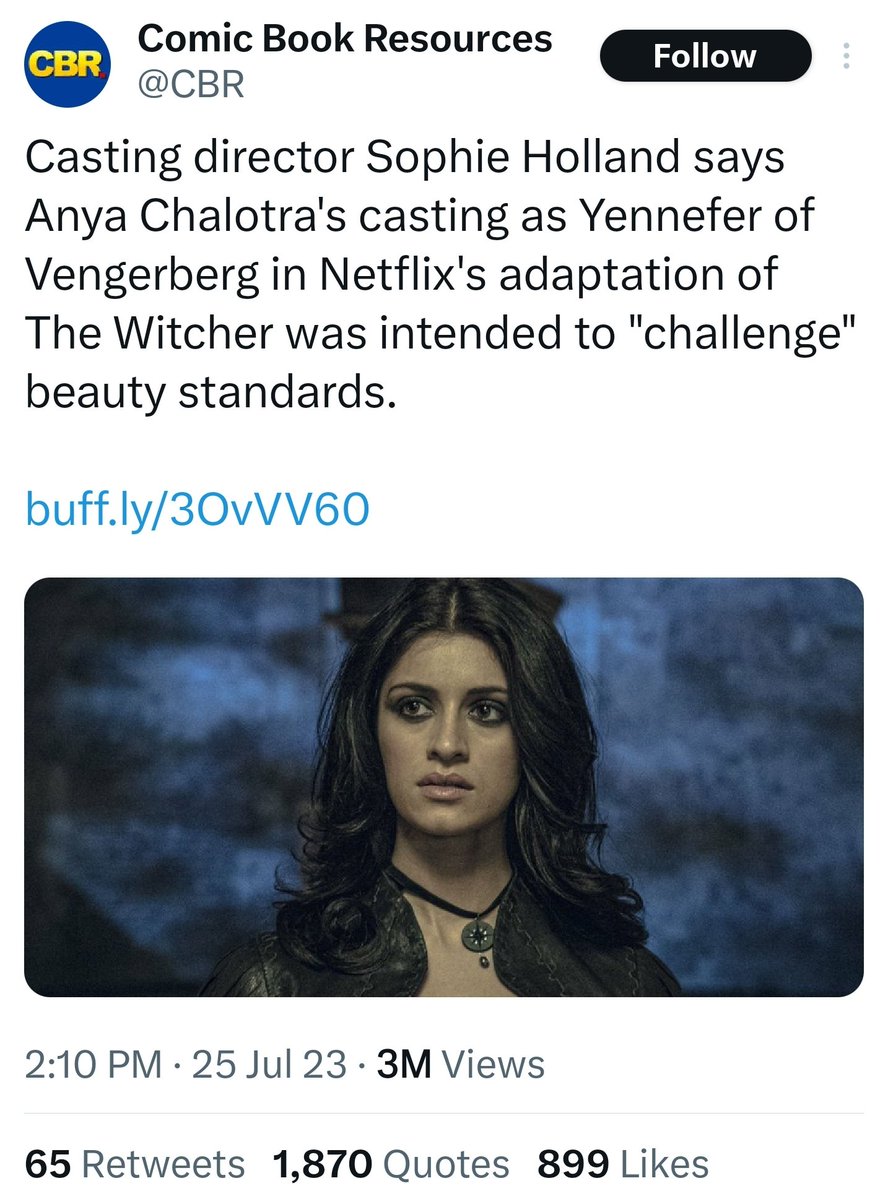 CBR
Comic Book Resources
@CBR
Follow
Casting director Sophie Holland says
Anya Chalotra's casting as Yennefer of
Vengerberg in Netflix's adaptation of
The Witcher was intended to "challenge"
beauty standards.
buff.ly/3OvVV60
2:10 PM · 25 Jul 23 · 3M Views
65 Retweets 1,870 Quotes 899 Likes